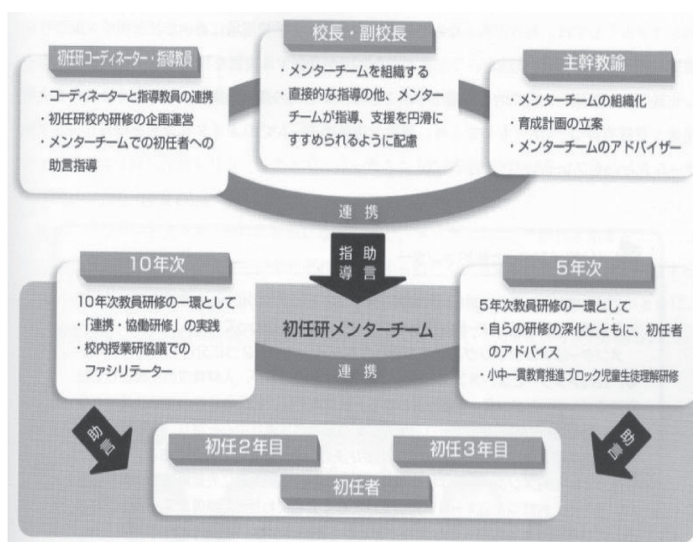 初任研コーディネーター・指導教員
・コーディネーターと指導教員の連携
・初任研校内研修の企画運営
・メンターチームでの初任者への
助言指導
校長・副校長
・メンターチームを組織する
・直接的な指導の他、メンター
チームが指導、支援を円滑に
すすめられるように配慮
主幹教諭
・メンターチームの組織化
・育成計画の立案
・メンターチームのアドバイザー
連携
指導
助言
10年次
10年次教員研修の一環として
・「連携・協働研修」の実践
・校内授業研協議での
ファシリテーター
初任研メンターチーム
連携
5年次
5年次教員研修の一環として
・自らの研修の深化とともに、初任者
のアドバイス
・小中一貫教育推進ブロック児童生徒理解研修
助言
助言
初任2年目
初任3年目
初任者